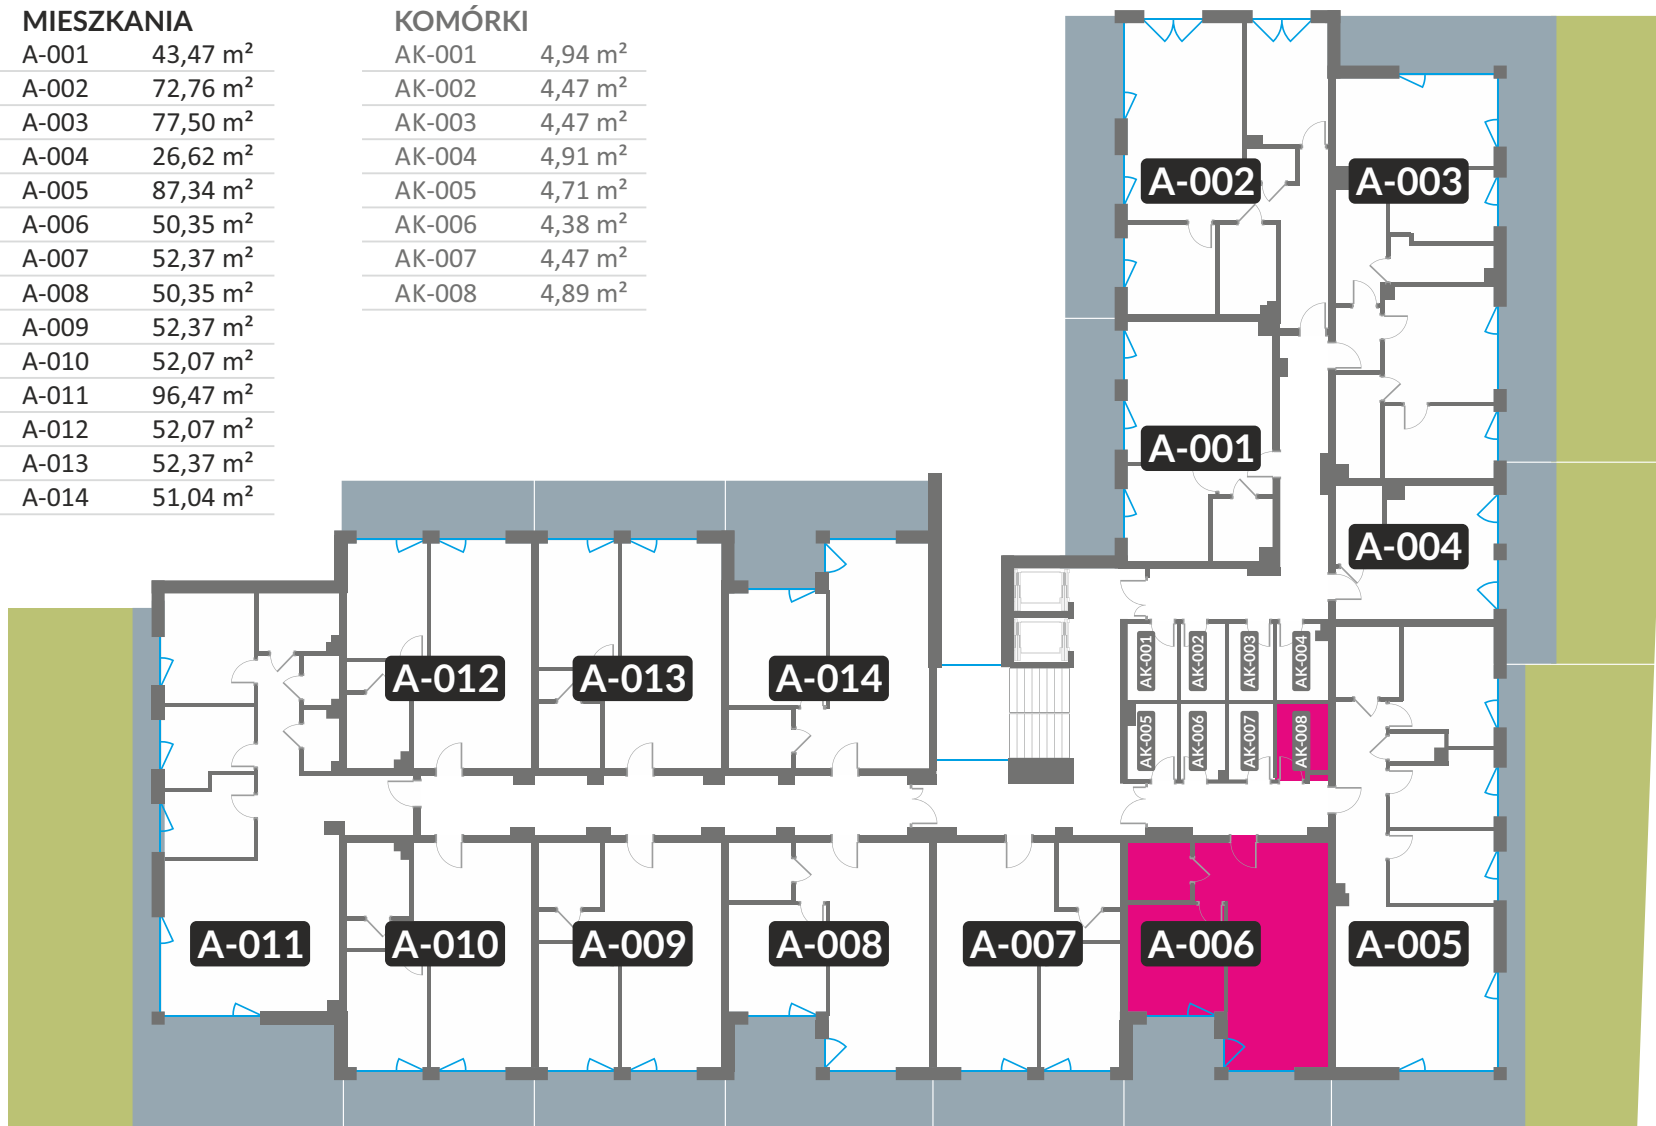 MIESZKANIA
A-001 43,47 m²
A-002 72,76 m²
A-003 77,50 m²
A-004 26,62 m²
A-005 87,34 m²
A-006 50,35 m²
A-007 52,37 m²
A-008 50,35 m²
A-009 52,37 m²
A-010 52,07 m²
A-011 96,47 m²
A-012 52,07 m²
A-013 52,37 m²
A-014 51,04 m²
KOMÓRKI
AK-001 4,94 m²
AK-002 4,47 m²
AK-003 4,47 m²
AK-004 4,91 m²
AK-005 4,71 m²
AK-006 4,38 m²
AK-007 4,47 m²
AK-008 4,89 m²
A-002
A-003
A-001
A-004
AK-001
AK-002
AK-003
AK-004
A-012
A-013
A-014
AK-005
AK-006
AK-007
AK-008
A-011
A-010
A-009
A-008
A-007
A-006
A-005